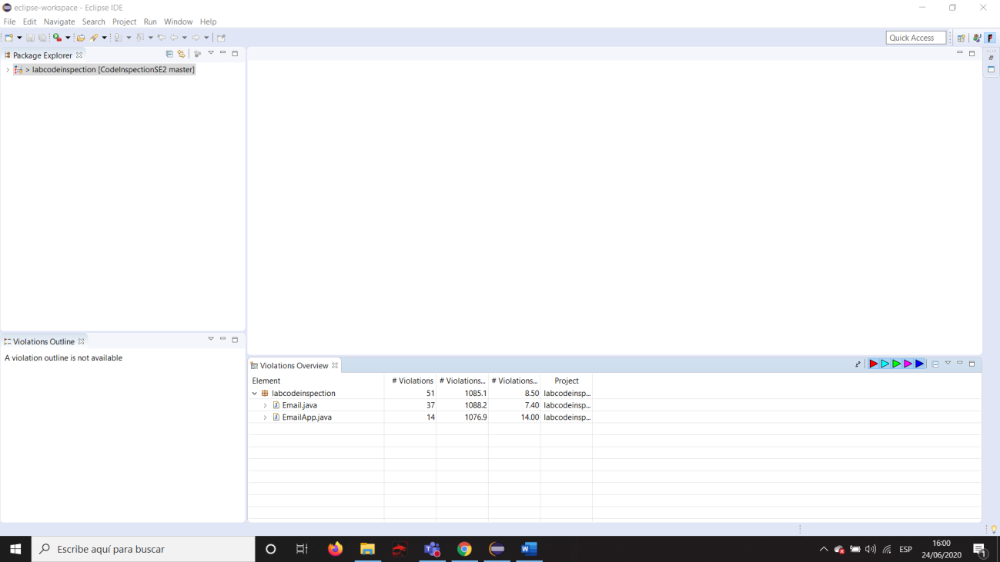 eclipse-workspace - Eclipse IDE
File Edit Navigate Search Project Run Window Help
Quick Access
Package Explorer
> labcodeinspection [CodeInspectionSE2 master]
Violations Outline
A violation outline is not available
Violations Overview
Element # Violations # Violations... # Violations... Project
labcodeinspection 51 1085.1 8.50 labcodeinsp...
Email.java 37 1088.2 7.40 labcodeinsp...
EmailApp.java 14 1076.9 14.00 labcodeinsp...
Escribe aquí para buscar
ESP
16:00
24/06/2020
1